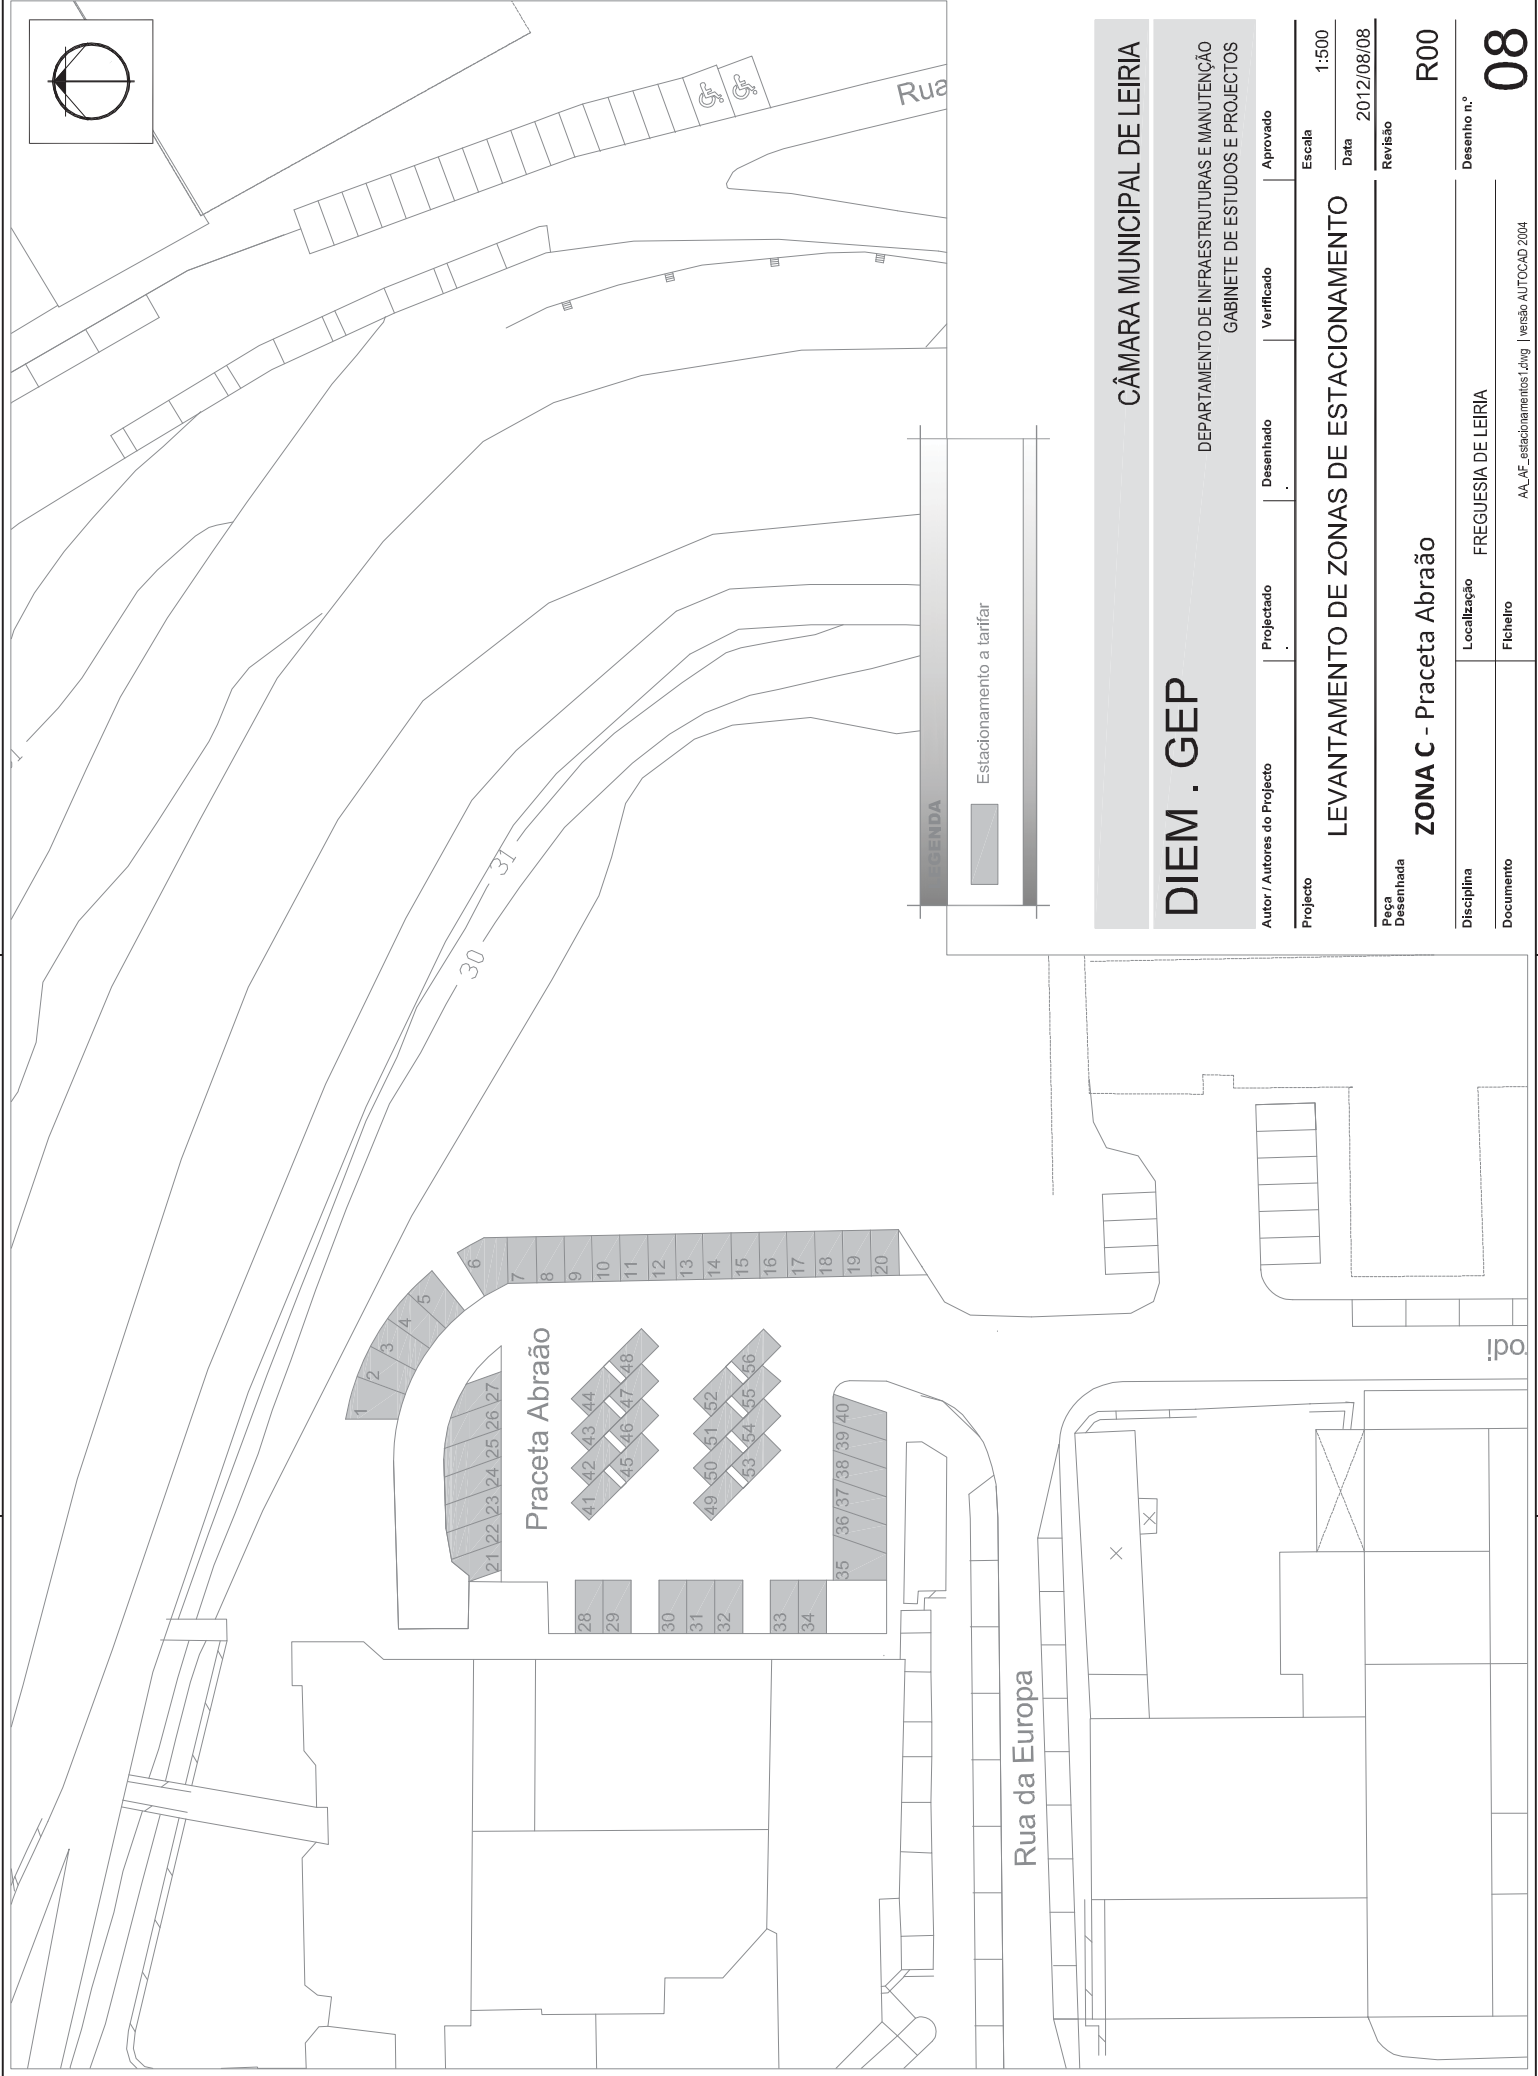 Rua
31
30
1
2
3
4
5
6
7
8
9
10
11
12
13
14
15
16
17
18
19
20
Praceta Abraão
21 22 23 24 25 26 27
28
29
30
31
32
33
34
35 36 37 38 39 40
41 42 43 44
45 46 47 48
49 50 51 52
53 54 55 56
Rua da Europa
rodi
EGENDA
Estacionamento a tarifar
CÂMARA MUNICIPAL DE LEIRIA
DIEM . GEP
DEPARTAMENTO DE INFRAESTRUTURAS E MANUTENÇÃO
GABINETE DE ESTUDOS E PROJECTOS
Autor / Autores do Projecto
Projectado
.
Desenhado
.
Verificado
Aprovado
Projecto
LEVANTAMENTO DE ZONAS DE ESTACIONAMENTO
Escala
1:500
Data
2012/08/08
Peça
Desenhada
ZONA C - Praceta Abraão
Revisão
R00
Disciplina
Localização
FREGUESIA DE LEIRIA
Desenho n.º
08
Documento
Ficheiro
AA_AF_estacionamentos1.dwg | versão AUTOCAD 2004